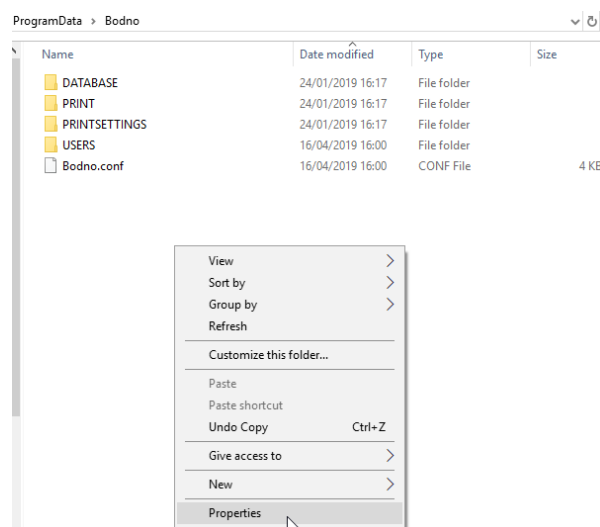 ProgramData > Bodno
Name Date modified Type Size
DATABASE 24/01/2019 16:17 File folder
PRINT 24/01/2019 16:17 File folder
PRINTSETTINGS 24/01/2019 16:17 File folder
USERS 16/04/2019 16:00 File folder
Bodno.conf 16/04/2019 16:00 CONF File 4 KB
View
Sort by
Group by
Refresh
Customize this folder...
Paste
Paste shortcut
Undo Copy Ctrl+Z
Give access to
New
Properties